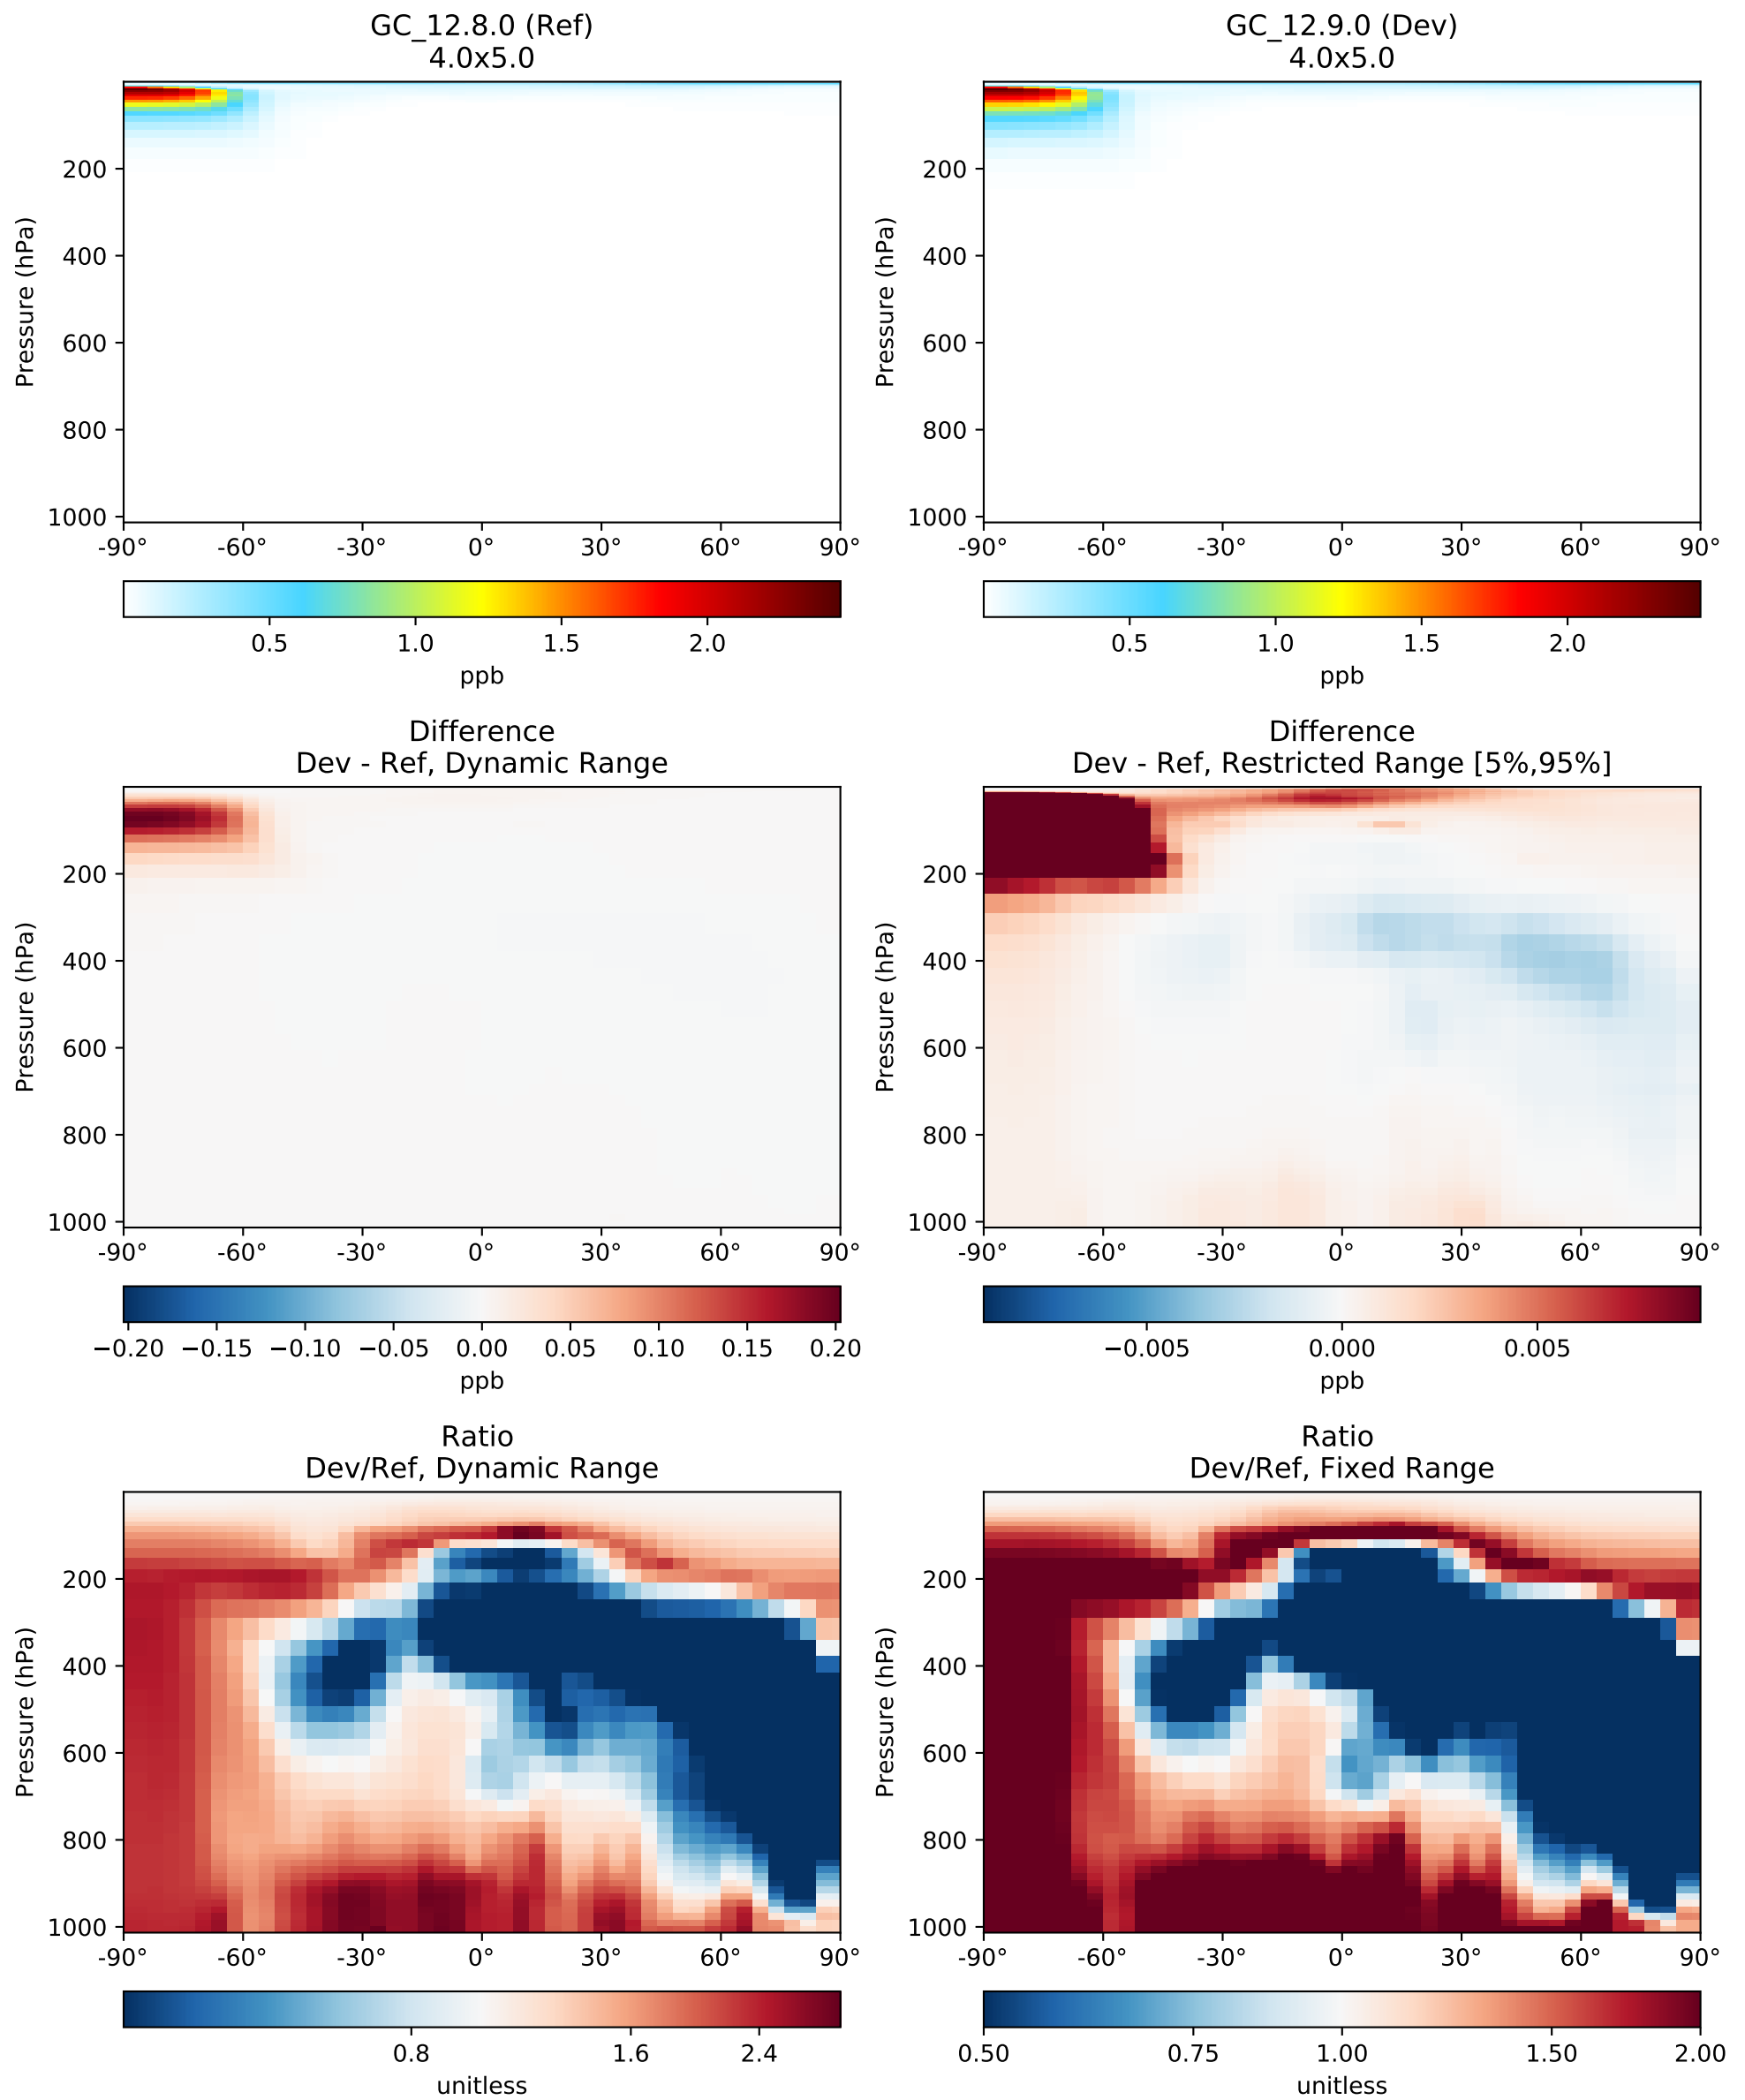 GC_12.8.0 (Ref)
4.0x5.0
Pressure (hPa)
200
400
600
800
1000
-90° -60° -30° 0° 30° 60° 90°
0.5 1.0 1.5 2.0
ppb
GC_12.9.0 (Dev)
4.0x5.0
Pressure (hPa)
200
400
600
800
1000
-90° -60° -30° 0° 30° 60° 90°
0.5 1.0 1.5 2.0
ppb
Difference
Dev - Ref, Dynamic Range
Pressure (hPa)
200
400
600
800
1000
-90° -60° -30° 0° 30° 60° 90°
−0.20 −0.15 −0.10 −0.05 0.00 0.05 0.10 0.15 0.20
ppb
Difference
Dev - Ref, Restricted Range [5%,95%]
Pressure (hPa)
200
400
600
800
1000
-90° -60° -30° 0° 30° 60° 90°
−0.005 0.000 0.005
ppb
Ratio
Dev/Ref, Dynamic Range
Pressure (hPa)
200
400
600
800
1000
-90° -60° -30° 0° 30° 60° 90°
0.8 1.6 2.4
unitless
Ratio
Dev/Ref, Fixed Range
Pressure (hPa)
200
400
600
800
1000
-90° -60° -30° 0° 30° 60° 90°
0.50 0.75 1.00 1.50 2.00
unitless